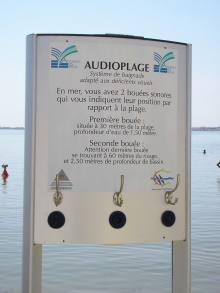 AUDIOPLAGE
Système de baignade
adapté aux déficients visuels
En mer, vous avez 2 bouées sonores
qui vous indiquent leur position par
rapport à la plage.
Première bouée :
située à 30 mètres de la plage,
profondeur d'eau de 1,30 mètre.
Seconde bouée :
Attention dernière bouée
se trouvant à 60 mètres du rivage,
et 2,50 mètres de profondeur de bassin.